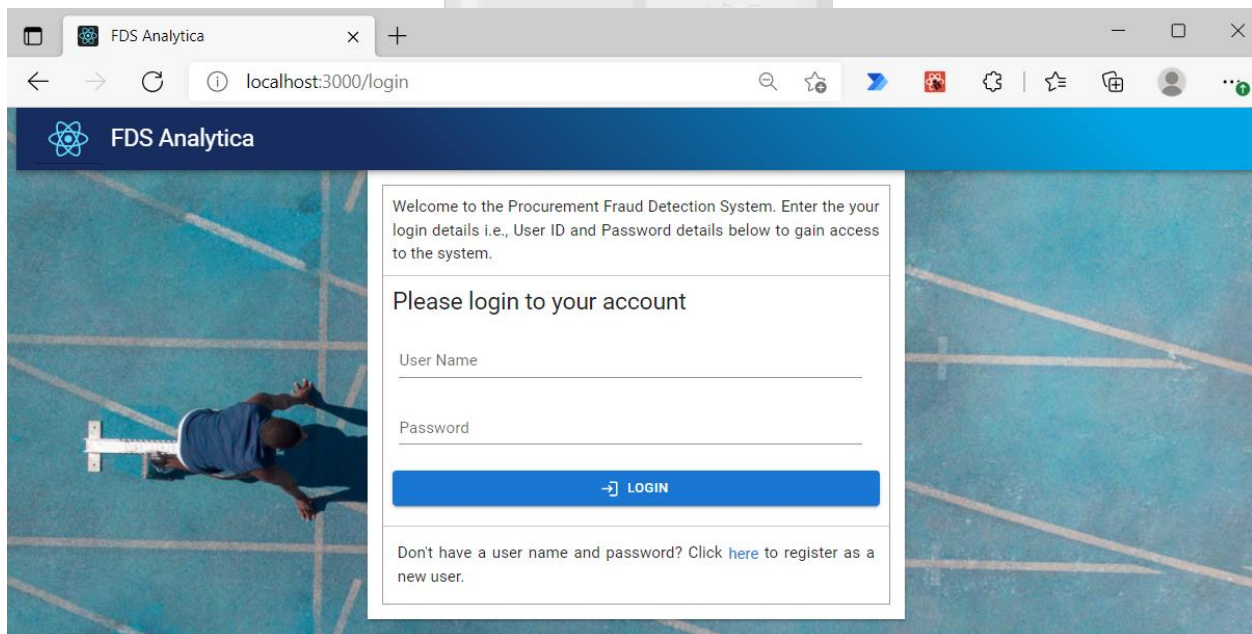 FDS Analytica
localhost:3000/login
FDS Analytica
Welcome to the Procurement Fraud Detection System. Enter the your
login details i.e., User ID and Password details below to gain access
to the system.
Please login to your account
User Name
Password
LOGIN
Don't have a user name and password? Click here to register as a
new user.